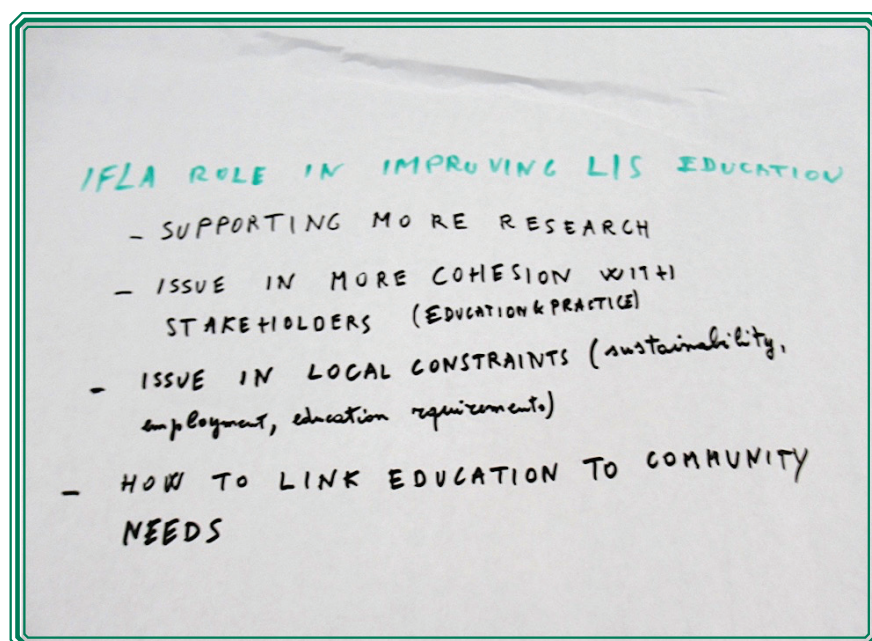 IFLA ROLE IN IMPROVING LIS EDUCATION
- SUPPORTING MORE RESEARCH
- ISSUE IN MORE COHESION WITH
STAKEHOLDERS (EDUCATION & PRACTICE)
- ISSUE IN LOCAL CONSTRAINTS (sustainability,
employment, education requirements)
- HOW TO LINK EDUCATION TO COMMUNITY
NEEDS